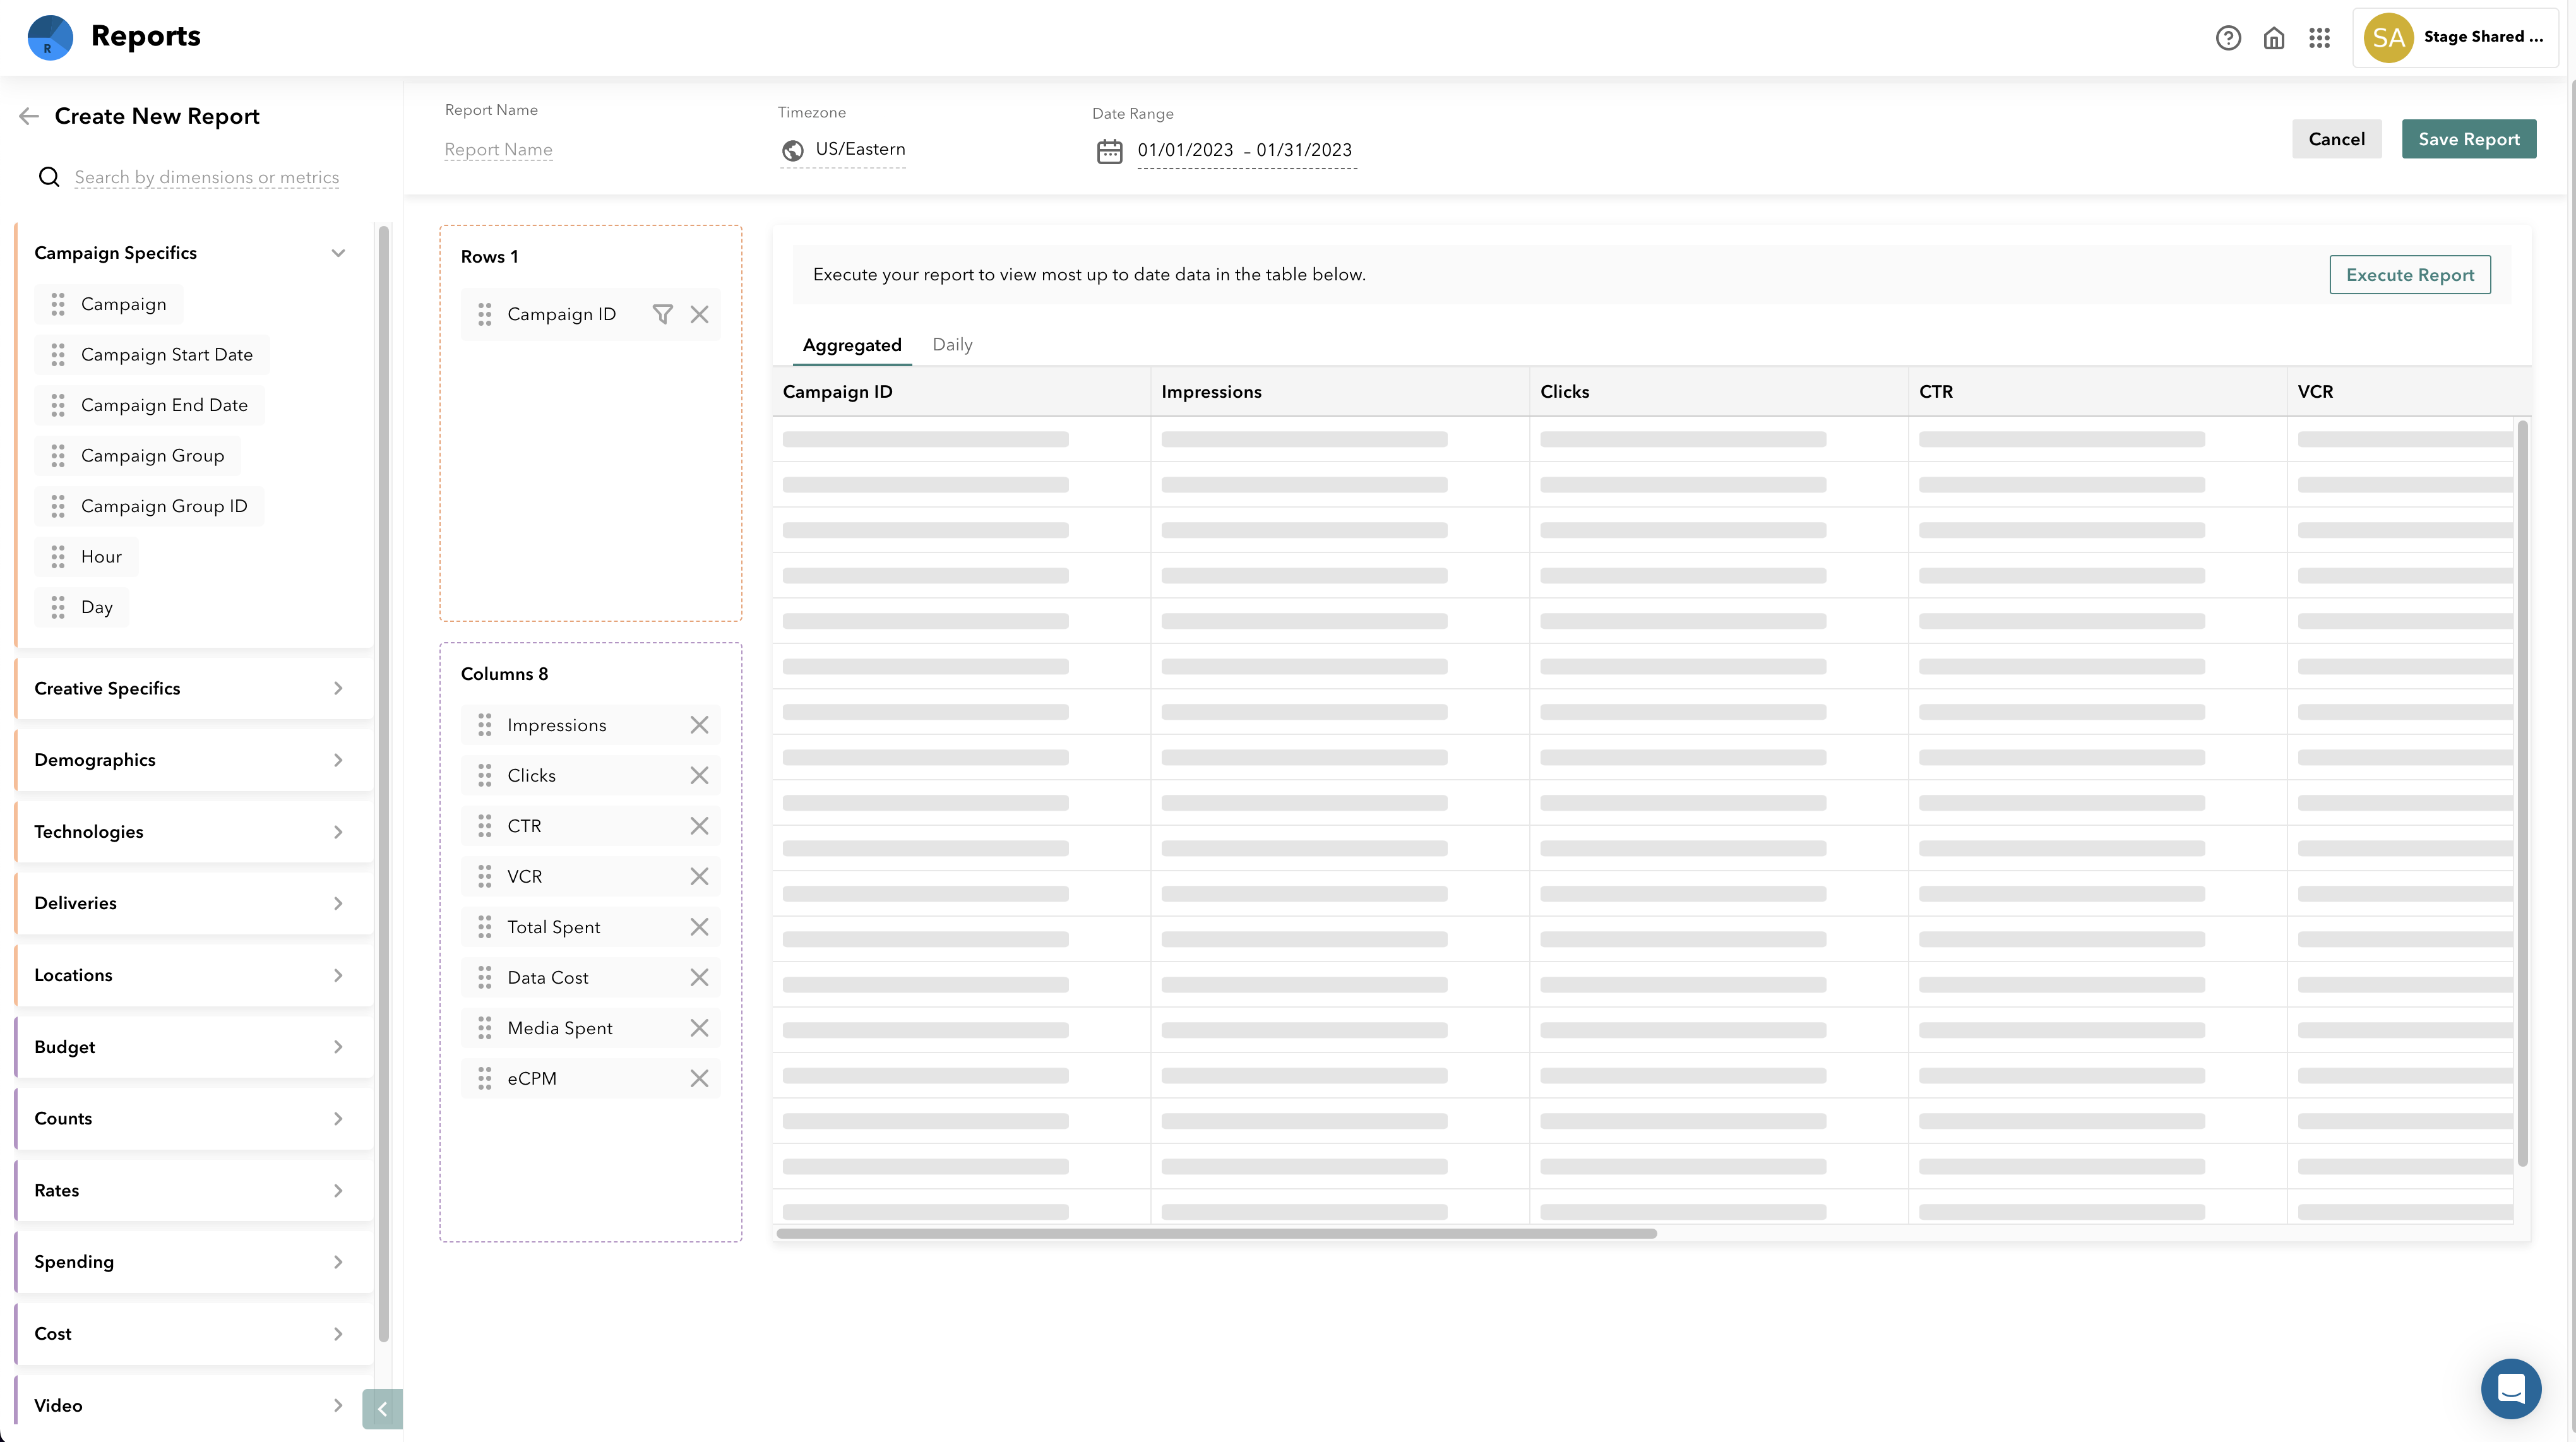 R
Reports
SA
Stage Shared ...
Create New Report
Search by dimensions or metrics
Report Name
Report Name
Timezone
US/Eastern
Date Range
01/01/2023 – 01/31/2023
Cancel
Save Report
Campaign Specifics
Campaign
Campaign Start Date
Campaign End Date
Campaign Group
Campaign Group ID
Hour
Day
Creative Specifics
Demographics
Technologies
Deliveries
Locations
Budget
Counts
Rates
Spending
Cost
Video
Rows 1
Campaign ID
Columns 8
Impressions
Clicks
CTR
VCR
Total Spent
Data Cost
Media Spent
eCPM
Execute your report to view most up to date data in the table below.
Execute Report
Aggregated
Daily
Campaign ID
Impressions
Clicks
CTR
VCR